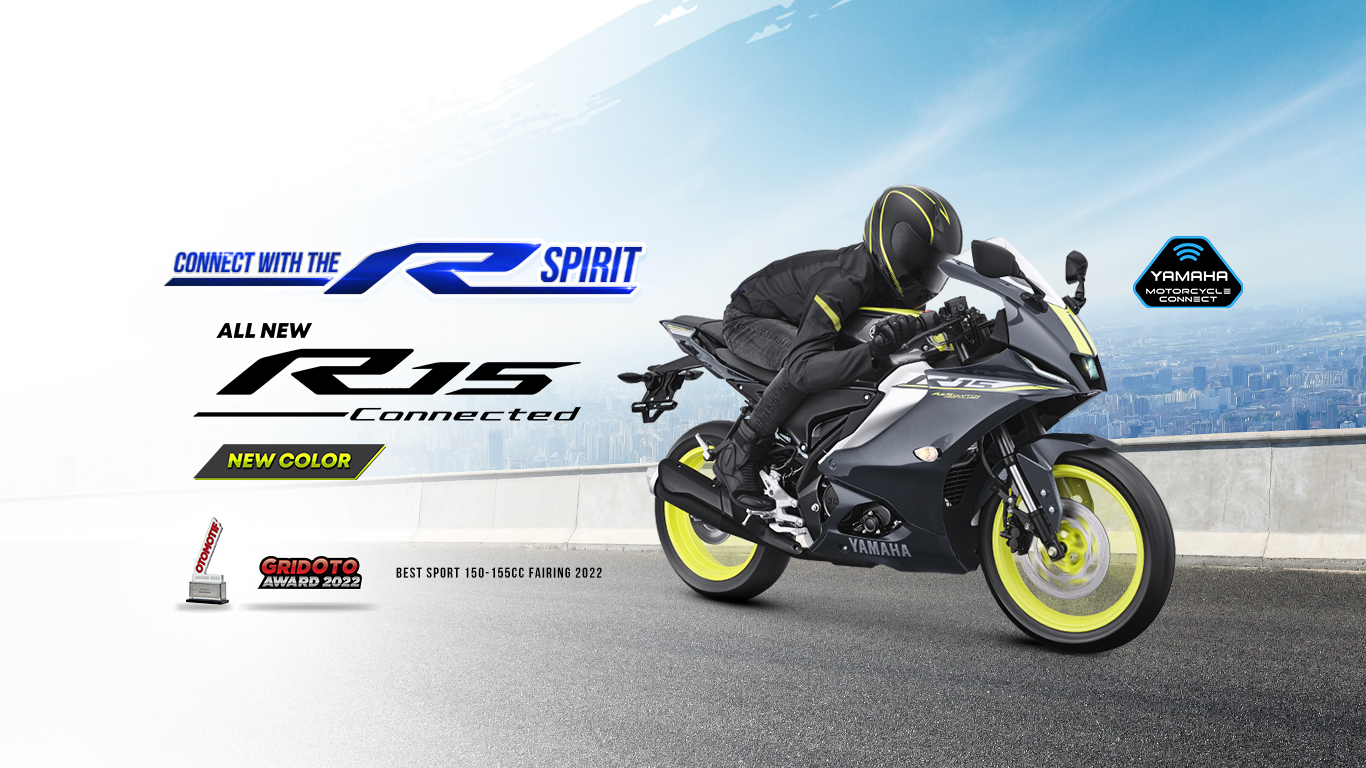 CONNECT WITH THE R SPIRIT
ALL NEW
R15
Connected
NEW COLOR
OTOMOTIF
GRIDOTO
AWARD 2022
BEST SPORT 150-155CC FAIRING 2022
YAMAHA
MOTORCYCLE
CONNECT
R15
YAMAHA